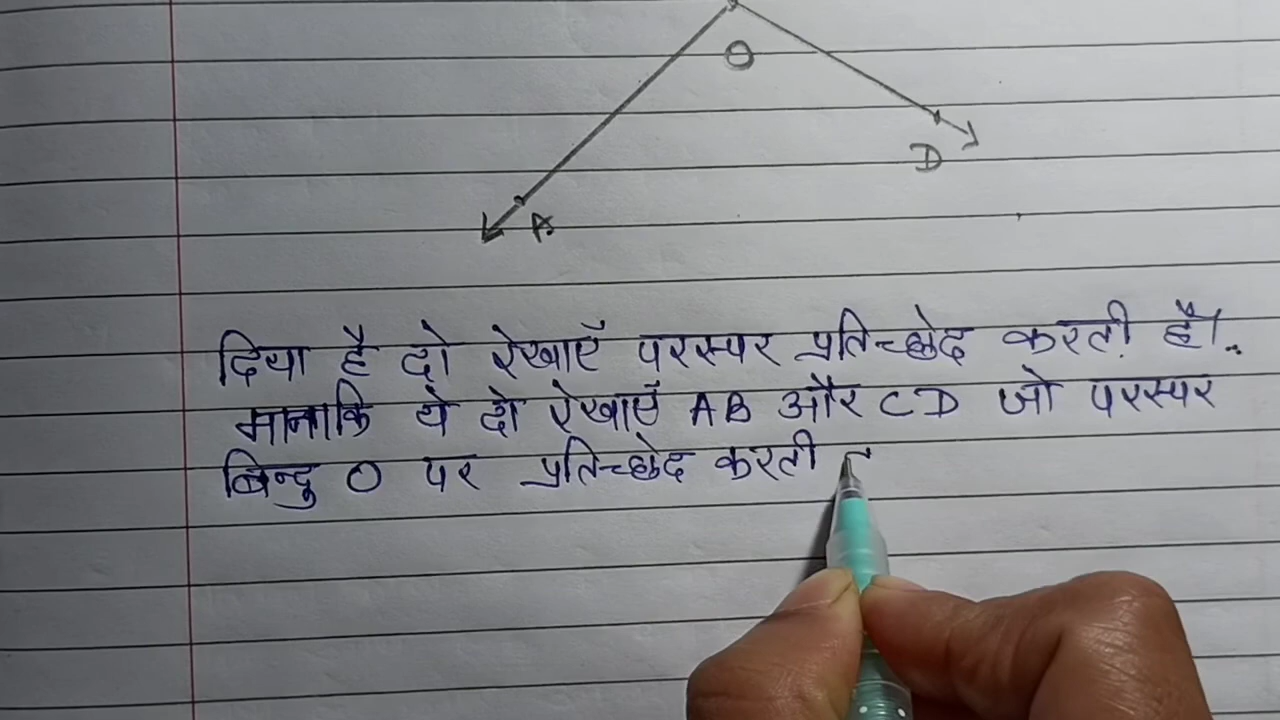 O
D
A
दिया है दो रेखाएँ परस्पर प्रतिच्छेद करती है।
मानाकि ये दो रेखाएँ AB और CD जो परस्पर
बिन्दु O पर प्रतिच्छेद करती